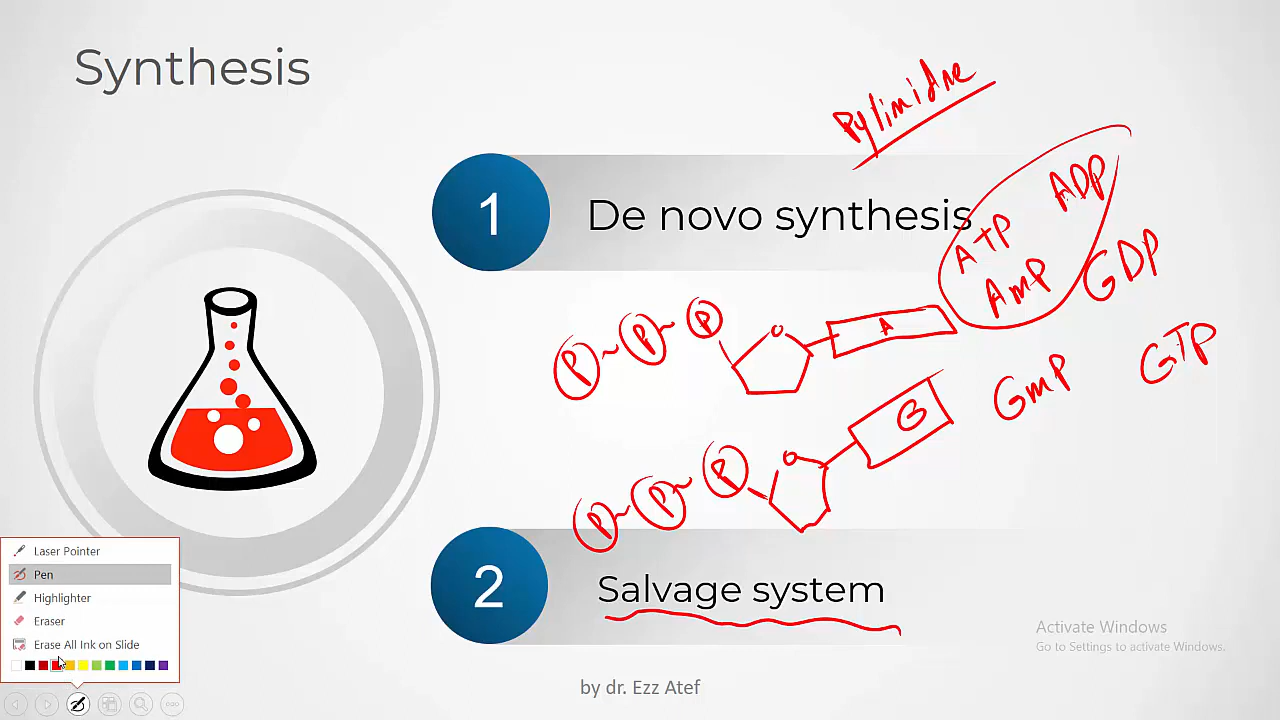 Synthesis
Pylimidne
1
De novo synthesis
ADP
ATP
AMP
GDP
P ~ P ~ P
O
A
GTP
GMP
G
P ~ P ~ P
O
2
Salvage system
Laser Pointer
Pen
Highlighter
Eraser
Erase All Ink on Slide
Activate Windows
Go to Settings to activate Windows.
by dr. Ezz Atef